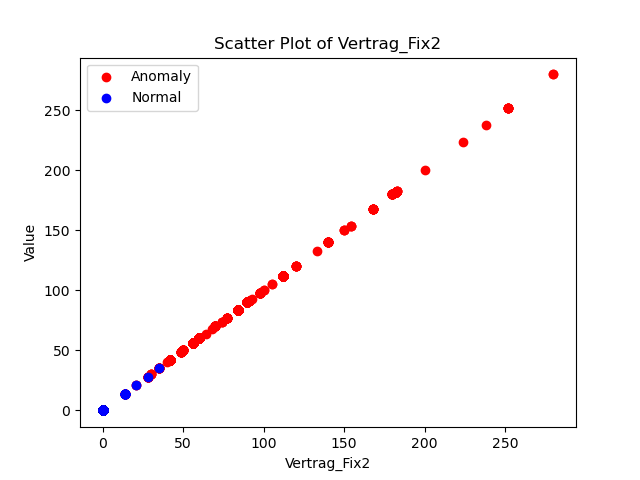 Scatter Plot of Vertrag_Fix2
Anomaly
Normal
Value
250
200
150
100
50
0
0 50 100 150 200 250
Vertrag_Fix2